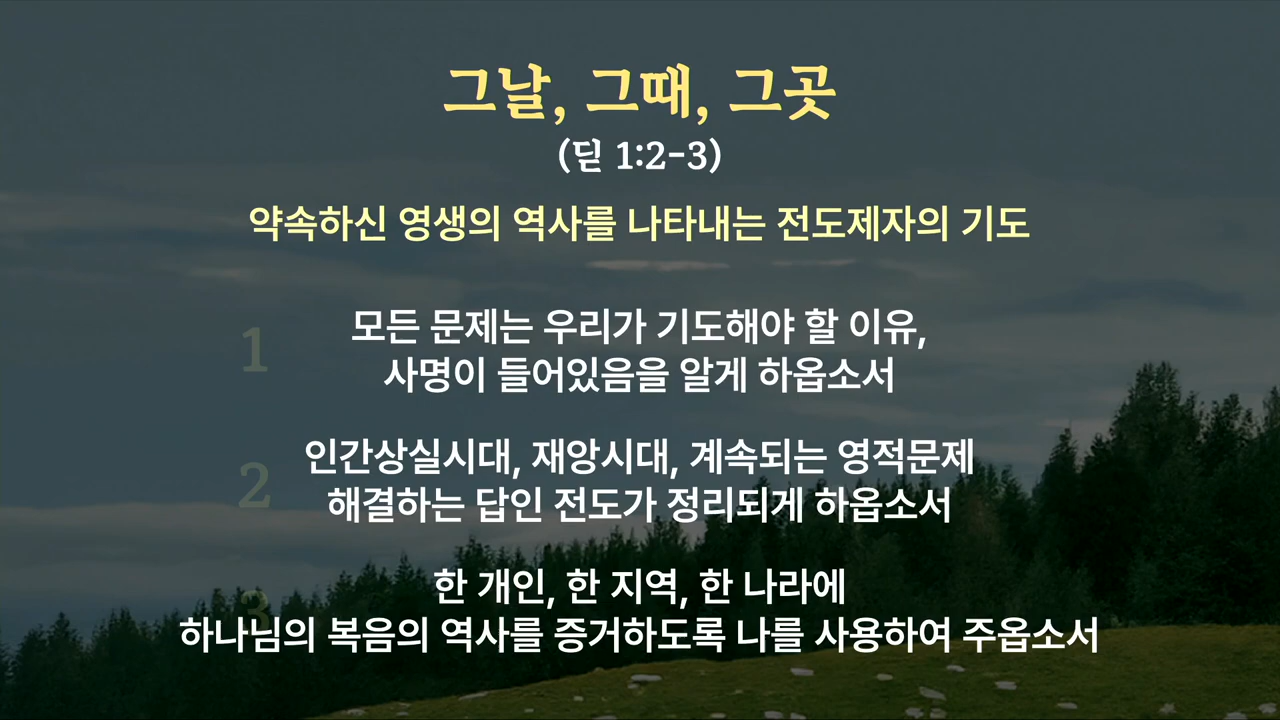 그날, 그때, 그곳
(딛 1:2-3)
약속하신 영생의 역사를 나타내는 전도제자의 기도
1
모든 문제는 우리가 기도해야 할 이유,
사명이 들어있음을 알게 하옵소서
2
인간상실시대, 재앙시대, 계속되는 영적문제
해결하는 답인 전도가 정리되게 하옵소서
3
한 개인, 한 지역, 한 나라에
하나님의 복음의 역사를 증거하도록 나를 사용하여 주옵소서